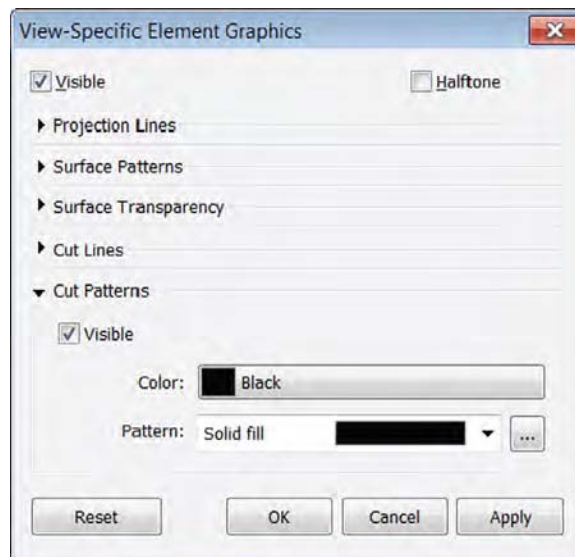 View-Specific Element Graphics
Visible Halftone
Projection Lines
Surface Patterns
Surface Transparency
Cut Lines
Cut Patterns
Visible
Color: Black
Pattern: Solid fill ...
Reset OK Cancel Apply